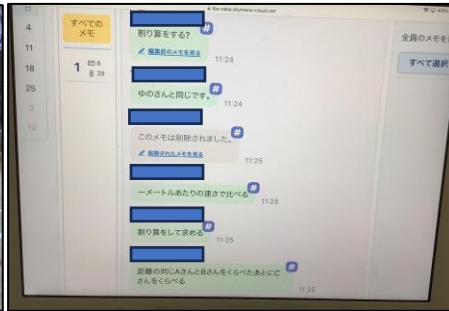 4
11
18
25
3
10
すべての
メモ
1
8
8 29
割り算をする?
#
編集前のメモを見る
11:24
ゆのさんと同じです。
#
11:24
このメモは削除されました。
#
削除されたメモを見る
11:25
一メートルあたりの速さで比べる
#
11:25
割り算をして求める
#
11:25
距離の同じAさんとBさんをくらべたあとにC
さんをくらべる
#
11:25
全員のメモを
すべて選択